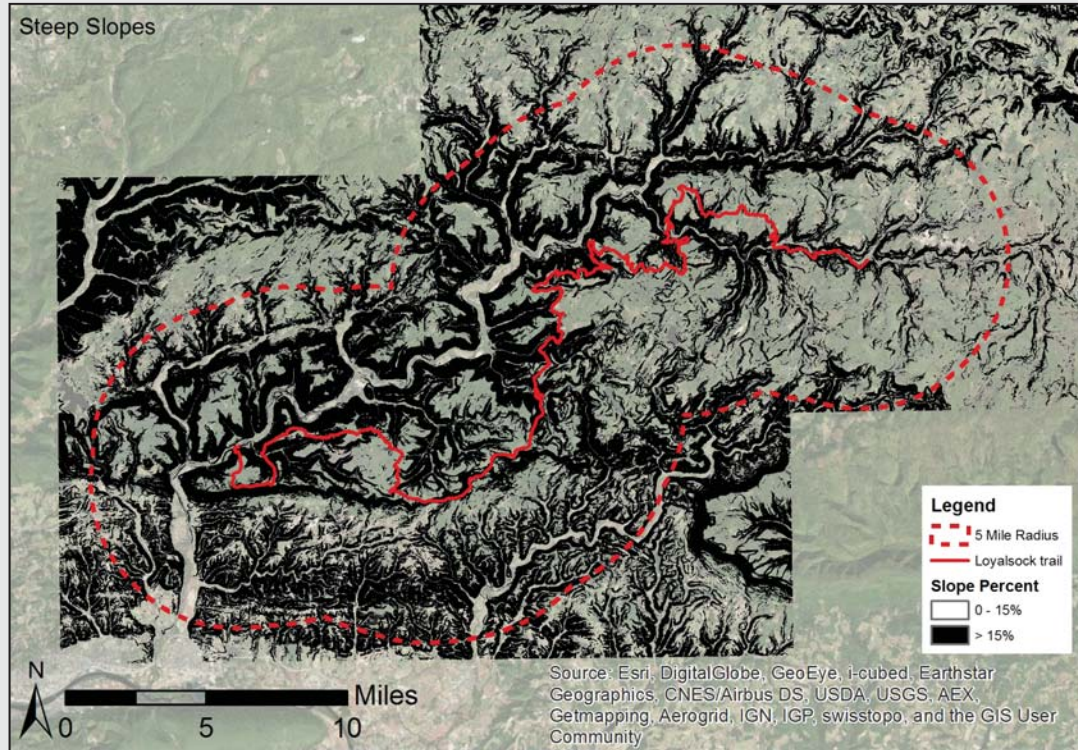 Steep Slopes
Legend
5 Mile Radius
Loyalsock trail
Slope Percent
0 - 15%
> 15%
N
Miles
0 5 10
Source: Esri, DigitalGlobe, GeoEye, i-cubed, Earthstar
Geographics, CNES/Airbus DS, USDA, USGS, AEX,
Getmapping, Aerogrid, IGN, IGP, swisstopo, and the GIS User
Community